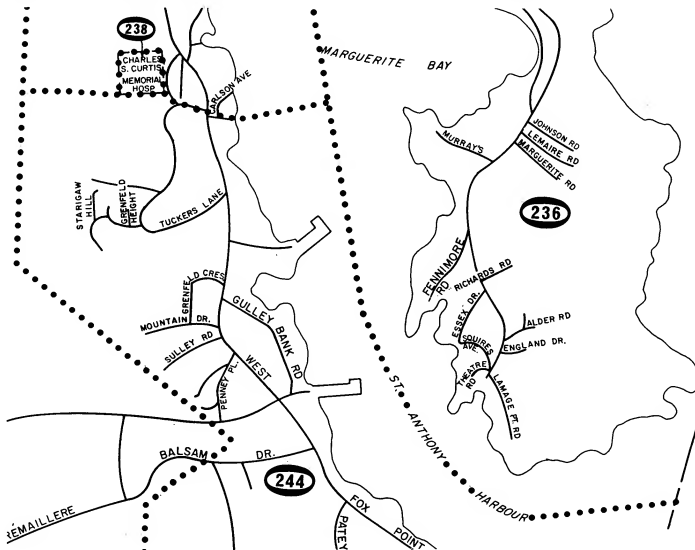 238
CHARLES
S. CURTIS
MEMORIAL
HOSP
CARLSON AVE
MARGUERITE BAY
MURRAY'S
JOHNSON RD
LEMAIRE RD
MARGUERITE RD
STARIGAW
HILL
GRENFELD
HEIGHT
TUCKERS LANE
236
FENNIMORE
RD
RICHARDS RD
GRENFELD CRES
MOUNTAIN DR.
GULLEY BANK RD
SULLEY RD
WEST
PENNEY PL.
ESSEX DR.
SQUIRES
AVE
ALDER RD
ENGLAND DR.
THEATRE
RD
LAMAGE PT. RD
ST. ANTHONY HARBOUR
BALSAM DR.
244
REMAILLERE
PATEY
FOX POINT